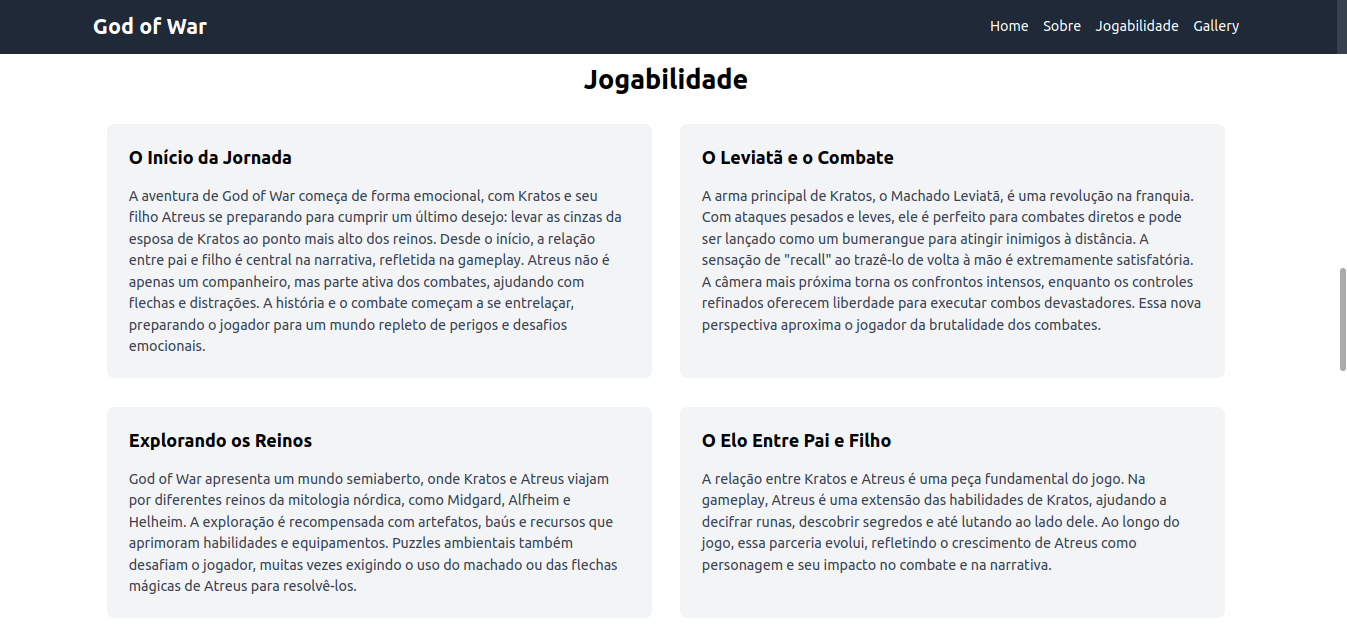 God of War
Home Sobre Jogabilidade Gallery
Jogabilidade
O Início da Jornada
A aventura de God of War começa de forma emocional, com Kratos e seu
filho Atreus se preparando para cumprir um último desejo: levar as cinzas da
esposa de Kratos ao ponto mais alto dos reinos. Desde o início, a relação
entre pai e filho é central na narrativa, refletida na gameplay. Atreus não é
apenas um companheiro, mas parte ativa dos combates, ajudando com
flechas e distrações. A história e o combate começam a se entrelaçar,
preparando o jogador para um mundo repleto de perigos e desafios
emocionais.
O Leviatã e o Combate
A arma principal de Kratos, o Machado Leviatã, é uma revolução na franquia.
Com ataques pesados e leves, ele é perfeito para combates diretos e pode
ser lançado como um bumerangue para atingir inimigos à distância. A
sensação de "recall" ao trazê-lo de volta à mão é extremamente satisfatória.
A câmera mais próxima torna os confrontos intensos, enquanto os controles
refinados oferecem liberdade para executar combos devastadores. Essa nova
perspectiva aproxima o jogador da brutalidade dos combates.
Explorando os Reinos
God of War apresenta um mundo semiaberto, onde Kratos e Atreus viajam
por diferentes reinos da mitologia nórdica, como Midgard, Alfheim e
Helheim. A exploração é recompensada com artefatos, baús e recursos que
aprimoram habilidades e equipamentos. Puzzles ambientais também
desafiam o jogador, muitas vezes exigindo o uso do machado ou das flechas
mágicas de Atreus para resolvê-los.
O Elo Entre Pai e Filho
A relação entre Kratos e Atreus é uma peça fundamental do jogo. Na
gameplay, Atreus é uma extensão das habilidades de Kratos, ajudando a
decifrar runas, descobrir segredos e até lutando ao lado dele. Ao longo do
jogo, essa parceria evolui, refletindo o crescimento de Atreus como
personagem e seu impacto no combate e na narrativa.